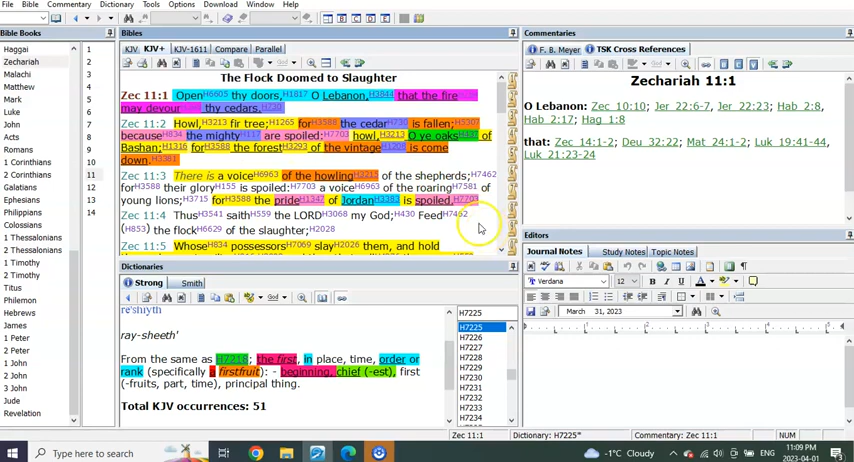 File Bible Commentary Dictionary Tools Options Download Window Help
Bible Books
Haggai
Zechariah
Malachi
Matthew
Mark
Luke
John
Acts
Romans
1 Corinthians
2 Corinthians
Galatians
Ephesians
Philippians
Colossians
1 Thessalonians
2 Thessalonians
1 Timothy
2 Timothy
Titus
Philemon
Hebrews
James
1 Peter
2 Peter
1 John
2 John
3 John
Jude
Revelation
1
2
3
4
5
6
7
8
9
10
11
12
13
14
Bibles
KJV KJV+ KJV-1611 Compare Parallel
The Flock Doomed to Slaughter
Zec 11:1 Open H6605 thy doors, H1817 O Lebanon, H3844 that the fire
may devour thy cedars. H730
Zec 11:2 Howl, H3213 fir tree; H1265 for H3588 the cedar H730 is fallen; H5307
because H834 the mighty H117 are spoiled: H7703 howl, H3213 O ye oaks H437 of
Bashan; H1316 for H3588 the forest H3293 of the vintage H1208 is come
down. H3381
Zec 11:3 There is a voice H6963 of the howling H3215 of the shepherds; H7462
for H3588 their glory H155 is spoiled: H7703 a voice H6963 of the roaring H7581 of
young lions; H3715 for H3588 the pride H1347 of Jordan H3383 is spoiled. H7703
Zec 11:4 Thus H3541 saith H559 the LORD H3068 my God; H430 Feed H7462
(H853) the flock H6629 of the slaughter; H2028
Zec 11:5 Whose possessors H7069 slay H2026 them, and hold
Dictionaries
Strong Smith
re'shiyth
ray-sheeth'
From the same as H7218; the first, in place, time, order or
rank (specifically a firstfruit): - beginning, chief (-est), first
(-fruits, part, time), principal thing.
Total KJV occurrences: 51
H7225
H7225
H7226
H7227
H7228
H7229
H7230
H7231
H7232
H7233
H7234
Commentaries
F. B. Meyer TSK Cross References
Zechariah 11:1
O Lebanon: Zec 10:10; Jer 22:6-7, Jer 22:23; Hab 2:8,
Hab 2:17; Hag 1:8
that: Zec 14:1-2; Deu 32:22; Mat 24:1-2; Luk 19:41-44,
Luk 21:23-24
Editors
Journal Notes Study Notes Topic Notes
Verdana 12 B I U A
March 31, 2023
1 2 3 4 5
Zec 11:1 Dictionary: H7225* Commentary: Zec 11:1 NUM
Type here to search
-1°C Cloudy
ENG
11:09 PM
2023-04-01